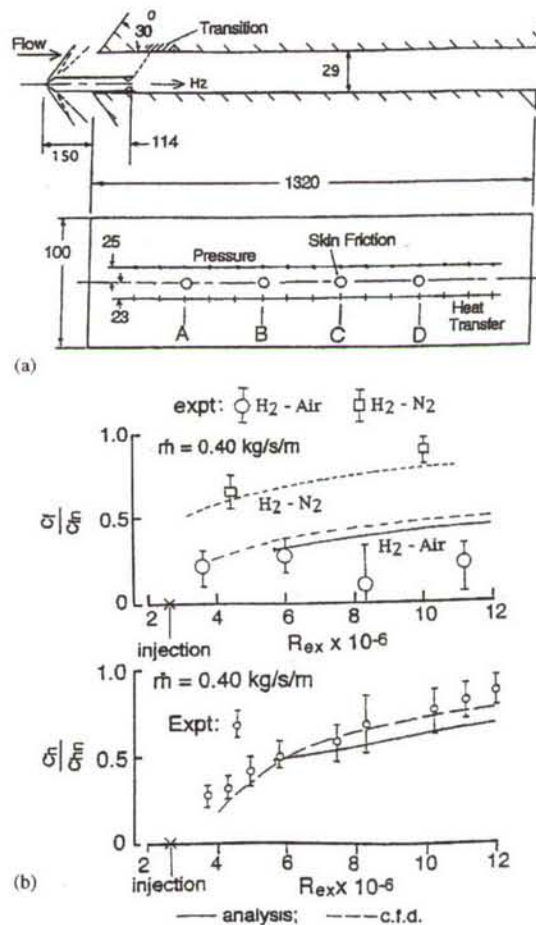 Flow
30°
Transition
H2
29
150
114
1320
100
25
Pressure
Skin Friction
23
Heat
Transfer
A B C D
(a)
expt: H2 - Air H2 - N2
ṁ = 0.40 kg/s/m
cf/cfn
1.0
0.5
0
H2 - N2
H2 - Air
2 4 6 8 10 12
injection
Rex x 10-6
1.0
ṁ = 0.40 kg/s/m
Expt:
ch/chn
0.5
0
2 4 6 8 10 12
injection
Rex x 10-6
(b)
analysis; c.f.d.